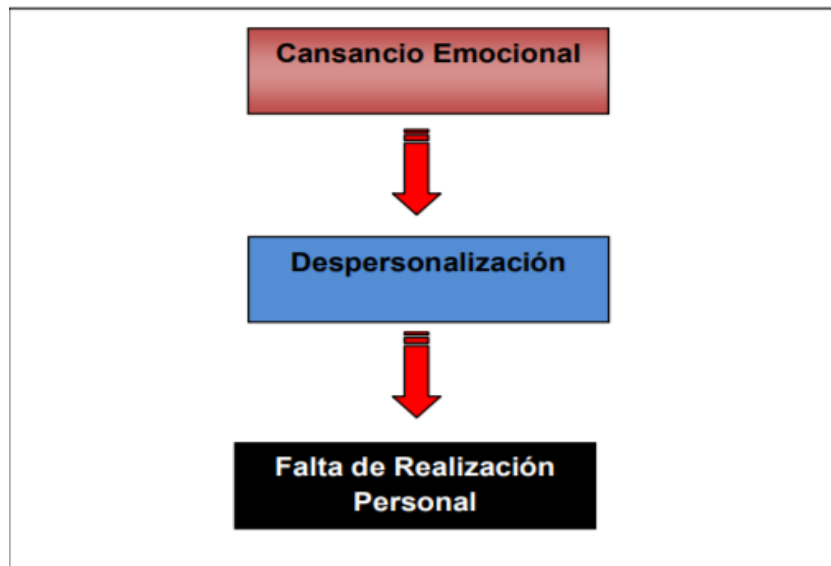 Cansancio Emocional
Despersonalización
Falta de Realización
Personal